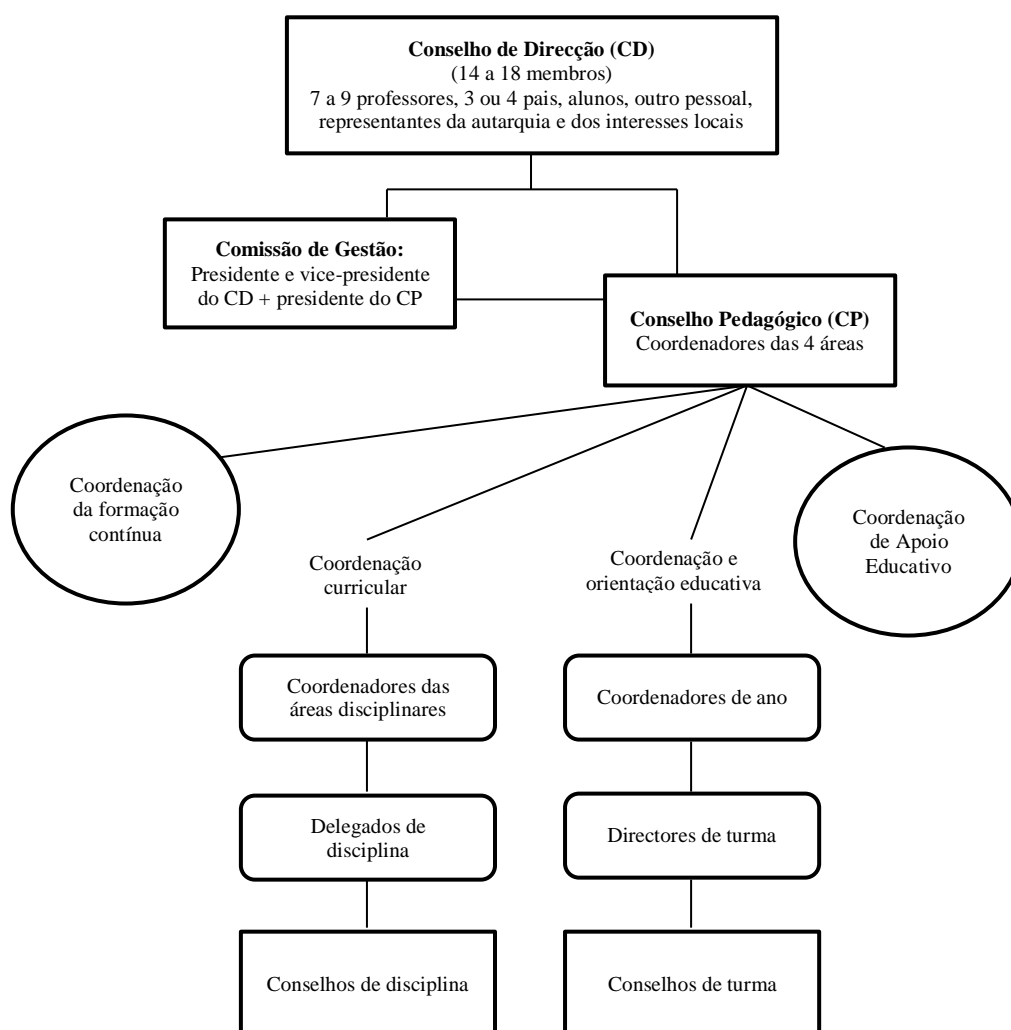 Conselho de Direcção (CD)
(14 a 18 membros)
7 a 9 professores, 3 ou 4 pais, alunos, outro pessoal,
representantes da autarquia e dos interesses locais
Comissão de Gestão:
Presidente e vice-presidente
do CD + presidente do CP
Conselho Pedagógico (CP)
Coordenadores das 4 áreas
Coordenação
da formação
contínua
Coordenação
curricular
Coordenação e
orientação educativa
Coordenação
de Apoio
Educativo
Coordenadores das
áreas disciplinares
Coordenadores de ano
Delegados de
disciplina
Directores de turma
Conselhos de disciplina
Conselhos de turma